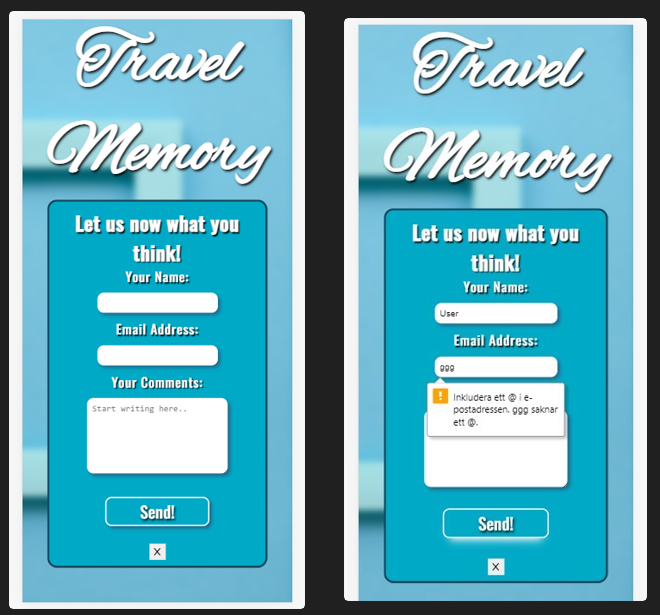 Travel
Memory
Let us now what you
think!
Your Name:
Email Address:
Your Comments:
Start writing here..
Send!
X
Travel
Memory
Let us now what you
think!
Your Name:
User
Email Address:
ggg
Inkludera ett @ i e-
postadressen. ggg saknar
ett @.
Send!
X